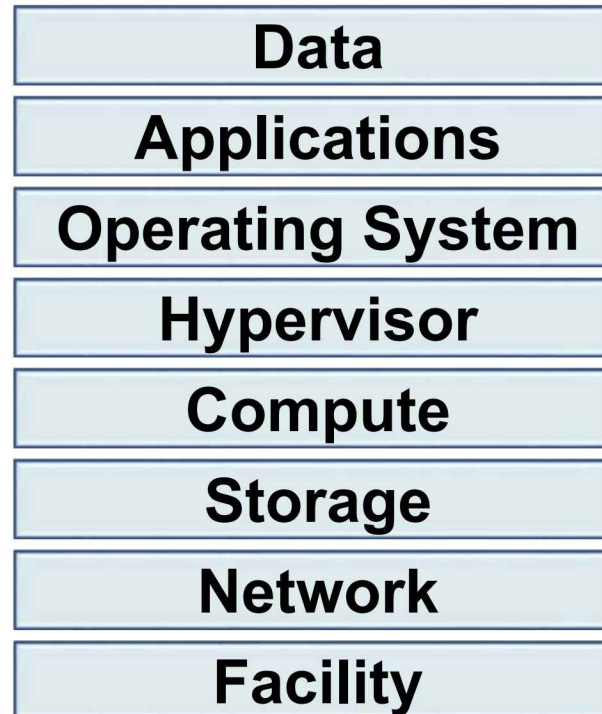 Data
Applications
Operating System
Hypervisor
Compute
Storage
Network
Facility